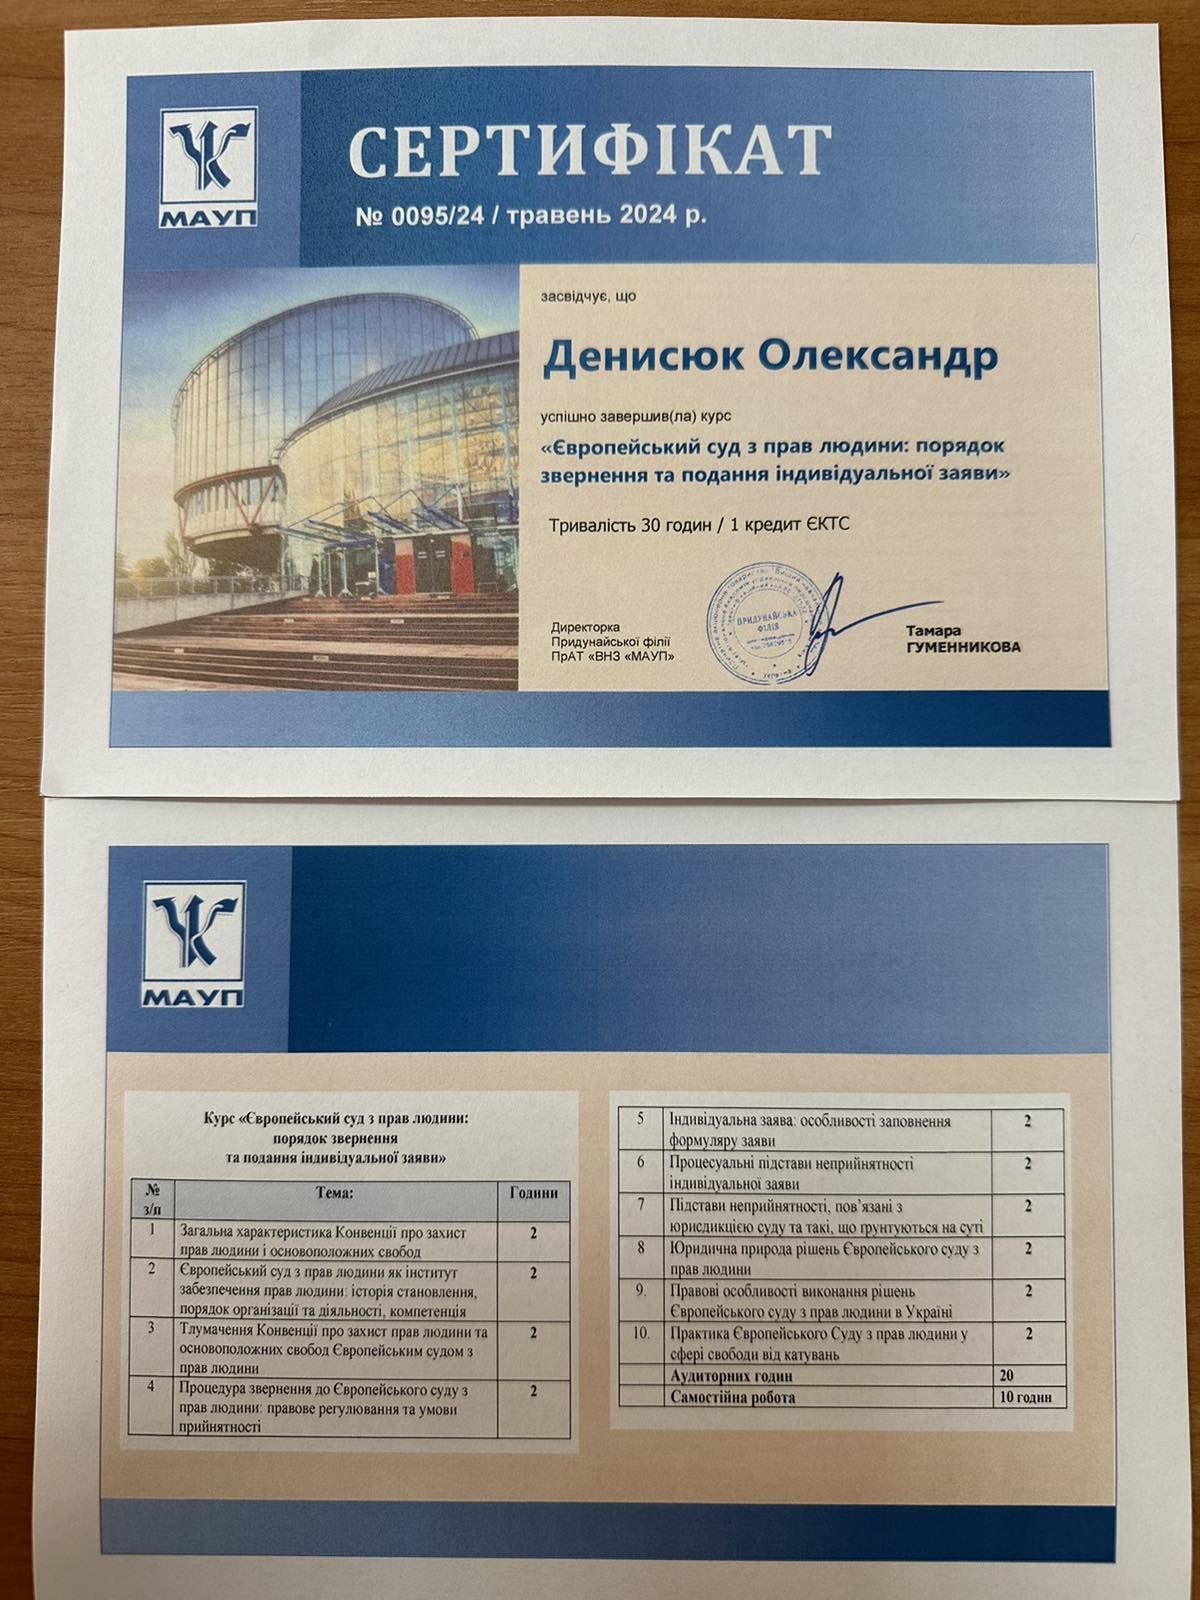 МАУП
СЕРТИФІКАТ
№ 0095/24 / травень 2024 р.
засвідчує, що
Денисюк Олександр
успішно завершив(ла) курс
«Європейський суд з прав людини: порядок
звернення та подання індивідуальної заяви»
Тривалість 30 годин / 1 кредит ЄКТС
Директорка
Придунайської філії
ПрАТ «ВНЗ «МАУП»
ПРИДУНАЙСЬКА
ФІЛІЯ
Тамара
ГУМЕННИКОВА
МАУП
Курс «Європейський суд з прав людини:
порядок звернення
та подання індивідуальної заяви»
№ Тема: Години
з/п
1 Загальна характеристика Конвенції про захист 2
прав людини і основоположних свобод
2 Європейський суд з прав людини як інститут 2
забезпечення прав людини: історія становлення,
порядок організації та діяльності, компетенція
3 Тлумачення Конвенції про захист прав людини та 2
основоположних свобод Європейським судом з
прав людини
4 Процедура звернення до Європейського суду з 2
прав людини: правове регулювання та умови
прийнятності
5 Індивідуальна заява: особливості заповнення 2
формуляру заяви
6 Процесуальні підстави неприйнятності 2
індивідуальної заяви
7 Підстави неприйнятності, пов’язані з 2
юрисдикцією суду та такі, що ґрунтуються на суті
8 Юридична природа рішень Європейського суду з 2
прав людини
9. Правові особливості виконання рішень 2
Європейського суду з прав людини в Україні
10. Практика Європейського Суду з прав людини у 2
сфері свободи від катувань
Аудиторних годин 20
Самостійна робота 10 годин